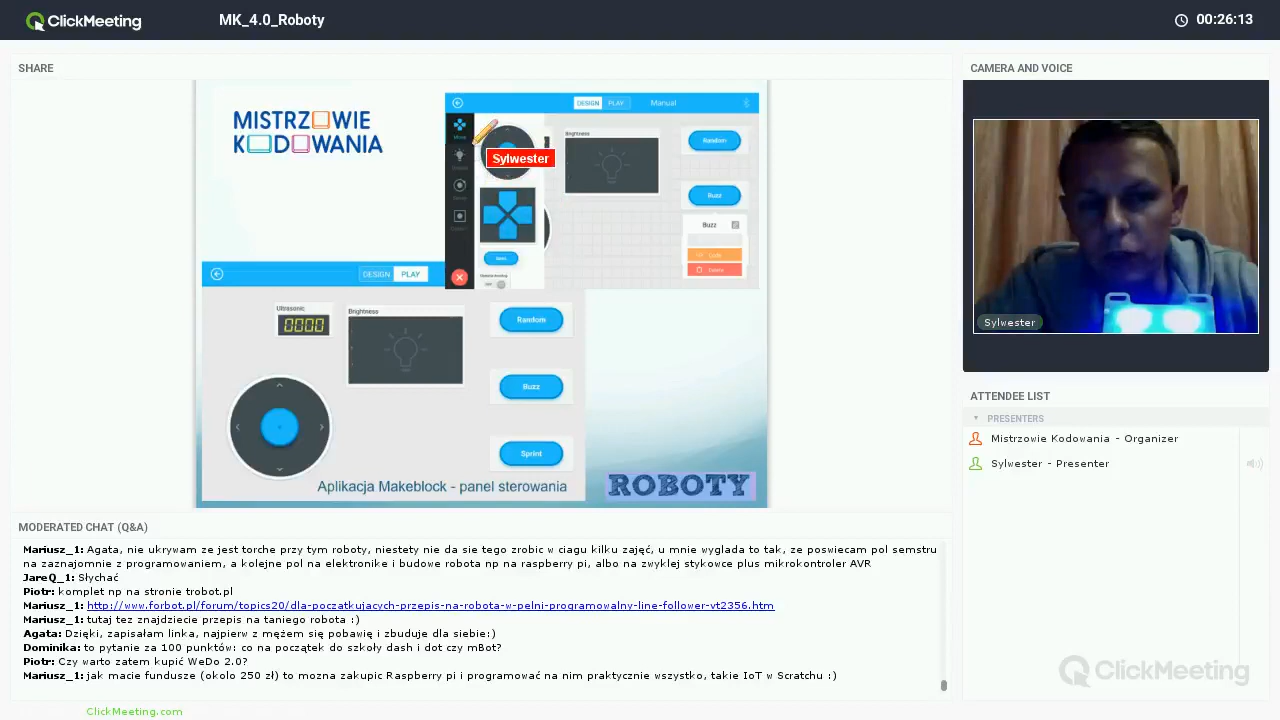 ClickMeeting
MK_4.0_Roboty
00:26:13
SHARE
MISTRZOWIE
KODOWANIA
DESIGN PLAY
Manual
Sylwester
Brightness
Random
Buzz
Buzz
DESIGN PLAY
Ultrasonic
0000
Brightness
Random
Buzz
Sprint
Aplikacja Makeblock - panel sterowania
ROBOTY
CAMERA AND VOICE
Sylwester
ATTENDEE LIST
PRESENTERS
Mistrzowie Kodowania - Organizer
Sylwester - Presenter
MODERATED CHAT (Q&A)
Mariusz_1: Agata, nie ukrywam ze jest torche przy tym roboty, niestety nie da sie tego zrobic w ciagu kilku zajęć, u mnie wyglada to tak, ze poswiecam pol semstru
na zaznajomnie z programowaniem, a kolejne pol na elektronike i budowe robota np na raspberry pi, albo na zwyklej stykowce plus mikrokontroler AVR
JareQ_1: Słychać
Piotr: komplet np na stronie trobot.pl
Mariusz_1: http://www.forbot.pl/forum/topics20/dla-poczatkujacych-przepis-na-robota-w-pelni-programowalny-line-follower-vt2356.htm
Mariusz_1: tutaj tez znajdziecie przepis na taniego robota :)
Agata: Dzięki, zapisałam linka, najpierw z mężem się pobawię i zbuduje dla siebie:)
Dominika: to pytanie za 100 punktów: co na początek do szkoły dash i dot czy mBot?
Piotr: Czy warto zatem kupić WeDo 2.0?
Mariusz_1: jak macie fundusze (okolo 250 zł) to mozna zakupic Raspberry pi i programować na nim praktycznie wszystko, takie IoT w Scratchu :)
ClickMeeting
ClickMeeting.com